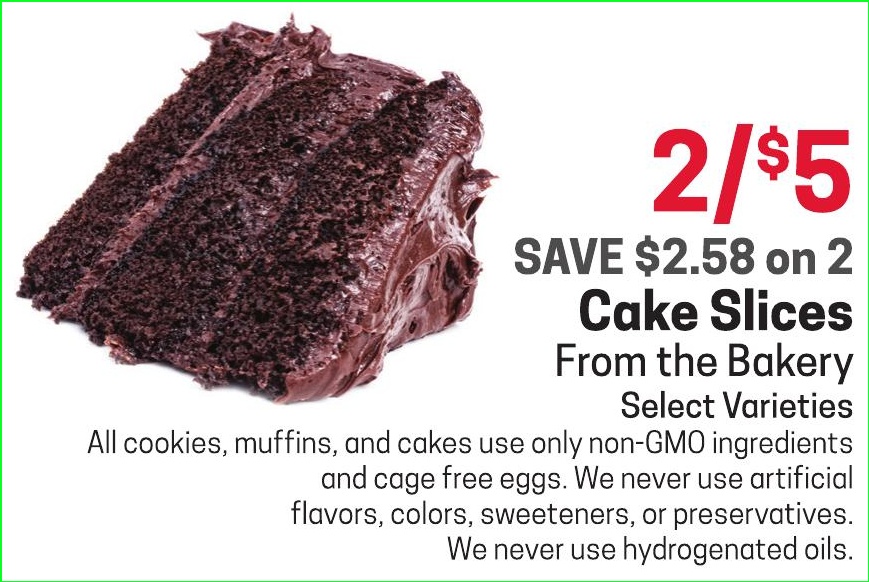 2/$5
SAVE $2.58 on 2
Cake Slices
From the Bakery
Select Varieties
All cookies, muffins, and cakes use only non-GMO ingredients
and cage free eggs. We never use artificial
flavors, colors, sweeteners, or preservatives.
We never use hydrogenated oils.